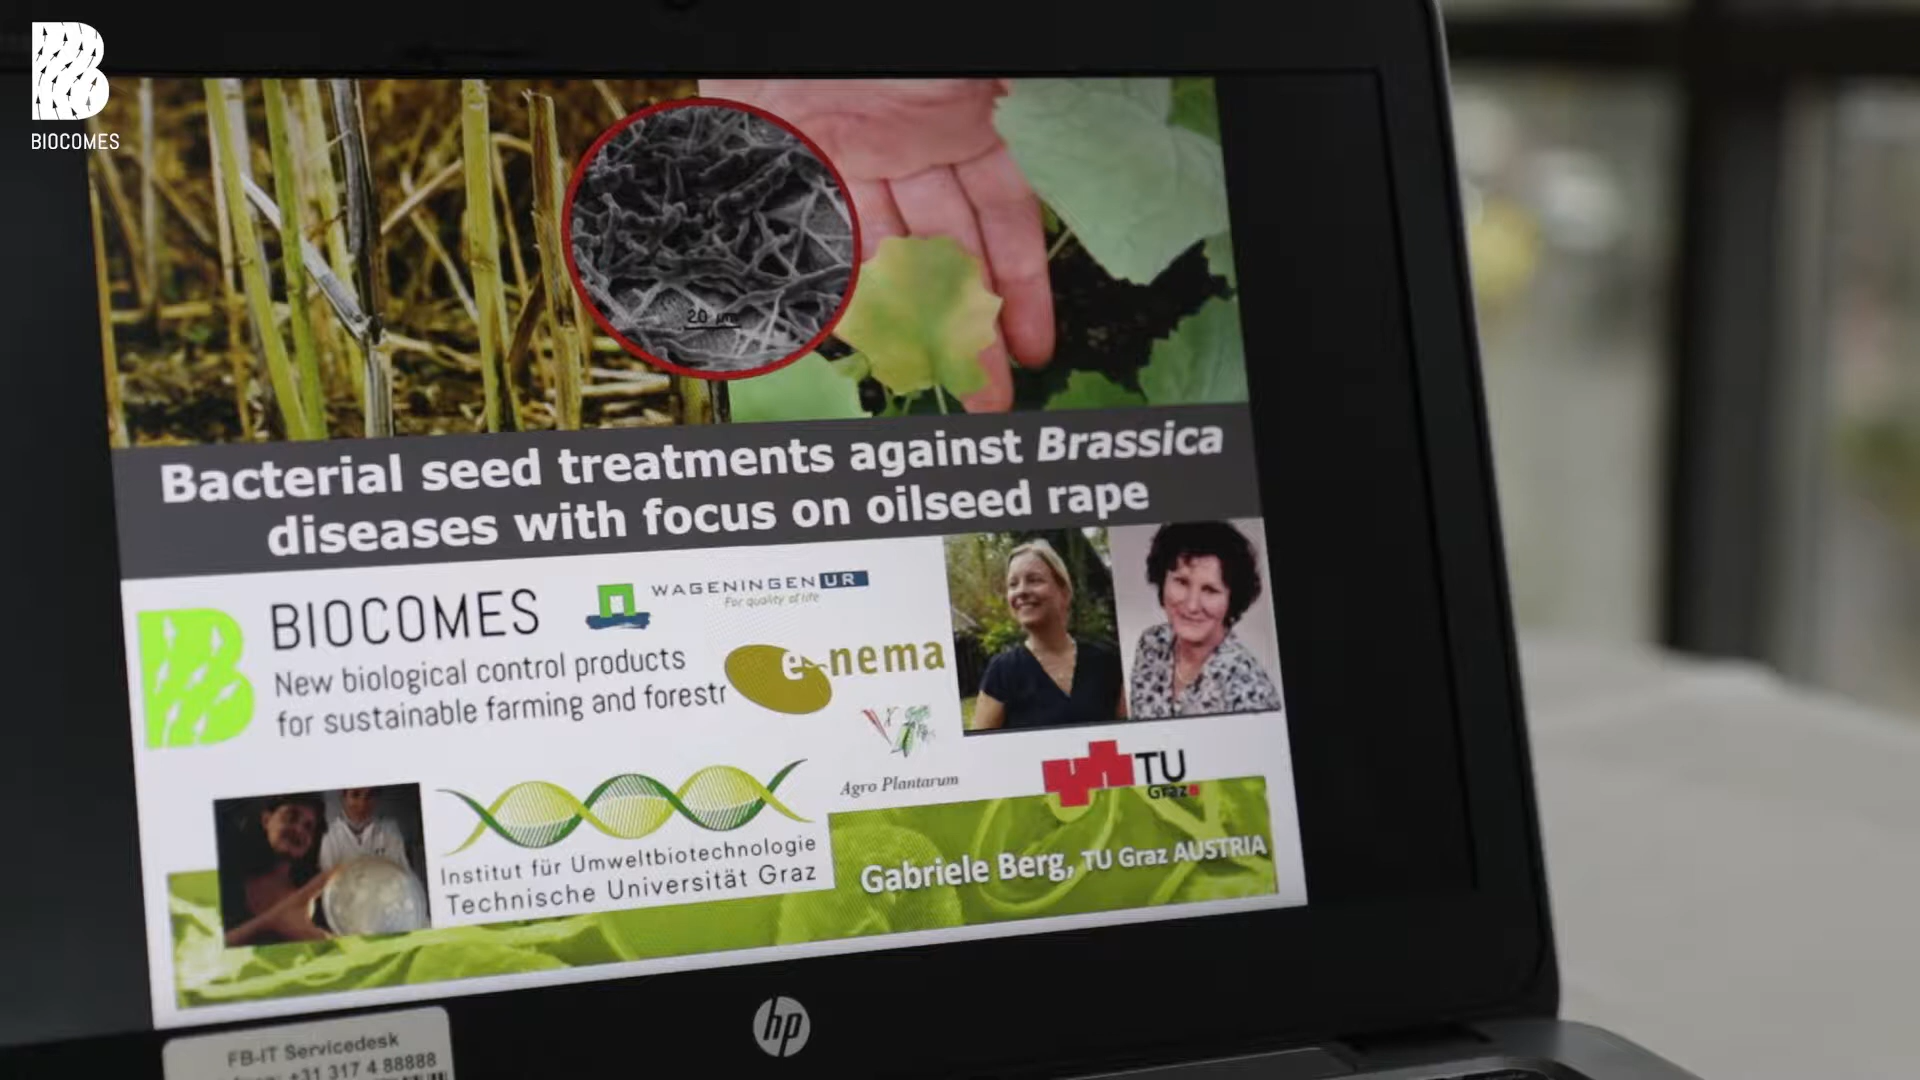 BIOCOMES
20 µm
Bacterial seed treatments against Brassica
diseases with focus on oilseed rape
BIOCOMES
New biological control products
for sustainable farming and forestr
WAGENINGEN UR
For quality of life
e-nema
Agro Plantarum
TU
Graz
Institut für Umweltbiotechnologie
Technische Universität Graz
Gabriele Berg, TU Graz AUSTRIA
hp
FB-IT Servicedesk
+31 317 4 88888